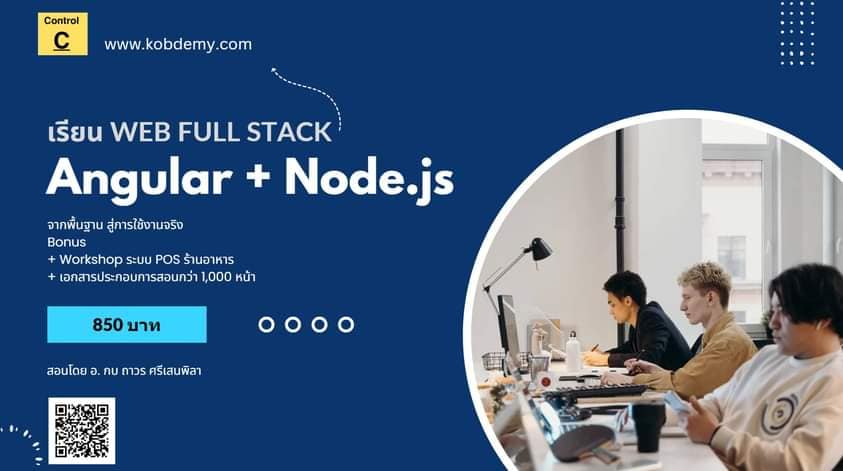 Control
C
www.kobdemy.com
เรียน WEB FULL STACK
Angular + Node.js
จากพื้นฐาน สู่การใช้งานจริง
Bonus
+ Workshop ระบบ POS ร้านอาหาร
+ เอกสารประกอบการสอนกว่า 1,000 หน้า
850 บาท
สอนโดย อ. กบ ถาวร ศรีเสนพิลา